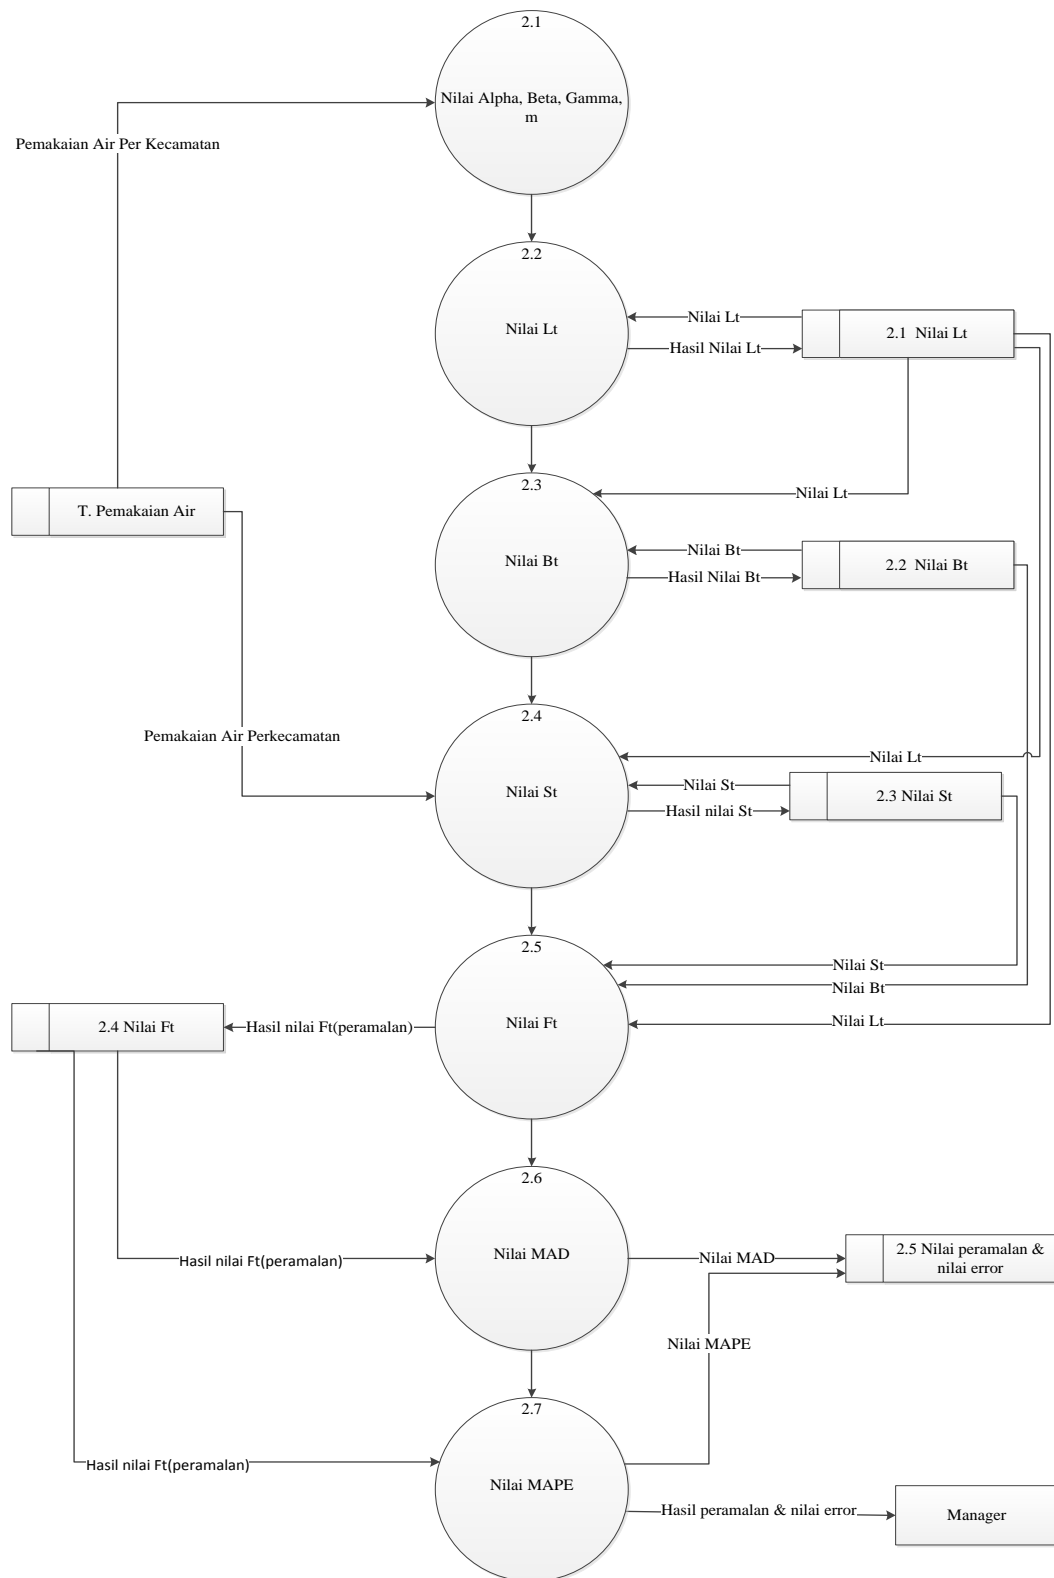 2.1
Nilai Alpha, Beta, Gamma,
m
Pemakaian Air Per Kecamatan
2.2
Nilai Lt
Nilai Lt
Hasil Nilai Lt
2.1 Nilai Lt
2.3
Nilai Lt
T. Pemakaian Air
Nilai Bt
Nilai Bt
Hasil Nilai Bt
2.2 Nilai Bt
2.4
Pemakaian Air Perkecamatan
Nilai Lt
Nilai St
Nilai St
Hasil nilai St
2.3 Nilai St
2.5
Nilai St
Nilai Bt
Nilai Lt
Nilai Ft
Hasil nilai Ft(peramalan)
2.4 Nilai Ft
2.6
Nilai MAD
Hasil nilai Ft(peramalan)
Nilai MAD
2.5 Nilai peramalan &
nilai error
Nilai MAPE
2.7
Hasil nilai Ft(peramalan)
Nilai MAPE
Hasil peramalan & nilai error
Manager